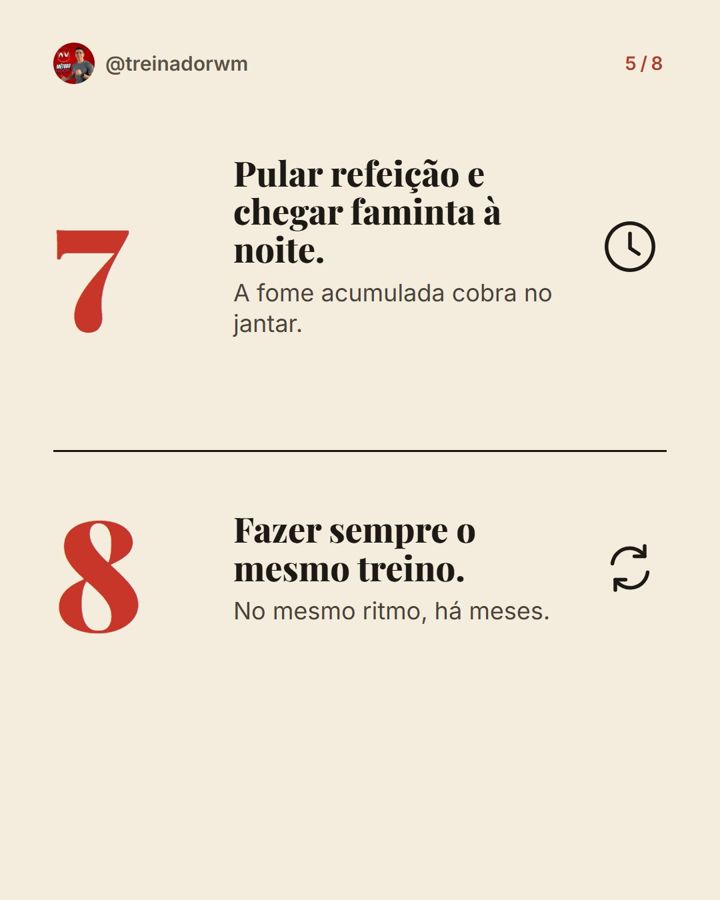 @treinadorwm
5 / 8
7
Pular refeição e
chegar faminta à
noite.
A fome acumulada cobra no
jantar.
8
Fazer sempre o
mesmo treino.
No mesmo ritmo, há meses.